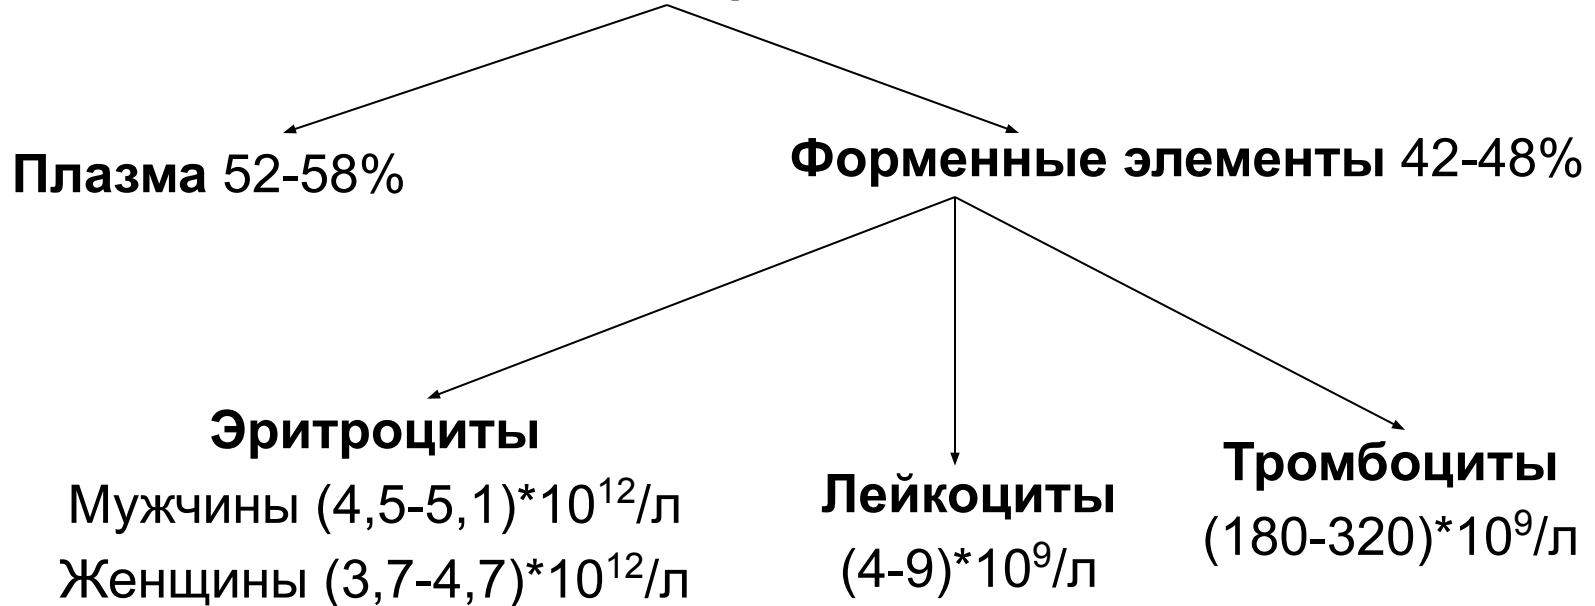 Плазма 52-58%
Форменные элементы 42-48%
Эритроциты
Мужчины (4,5-5,1)*10¹²/л
Женщины (3,7-4,7)*10¹²/л
Лейкоциты
(4-9)*10⁹/л
Тромбоциты
(180-320)*10⁹/л